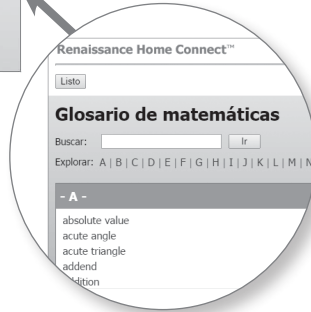 Renaissance Home Connect™
Listo
Glosario de matemáticas
Buscar: Ir
Explorar: A | B | C | D | E | F | G | H | I | J | K | L | M | N
- A -
absolute value
acute angle
acute triangle
addend